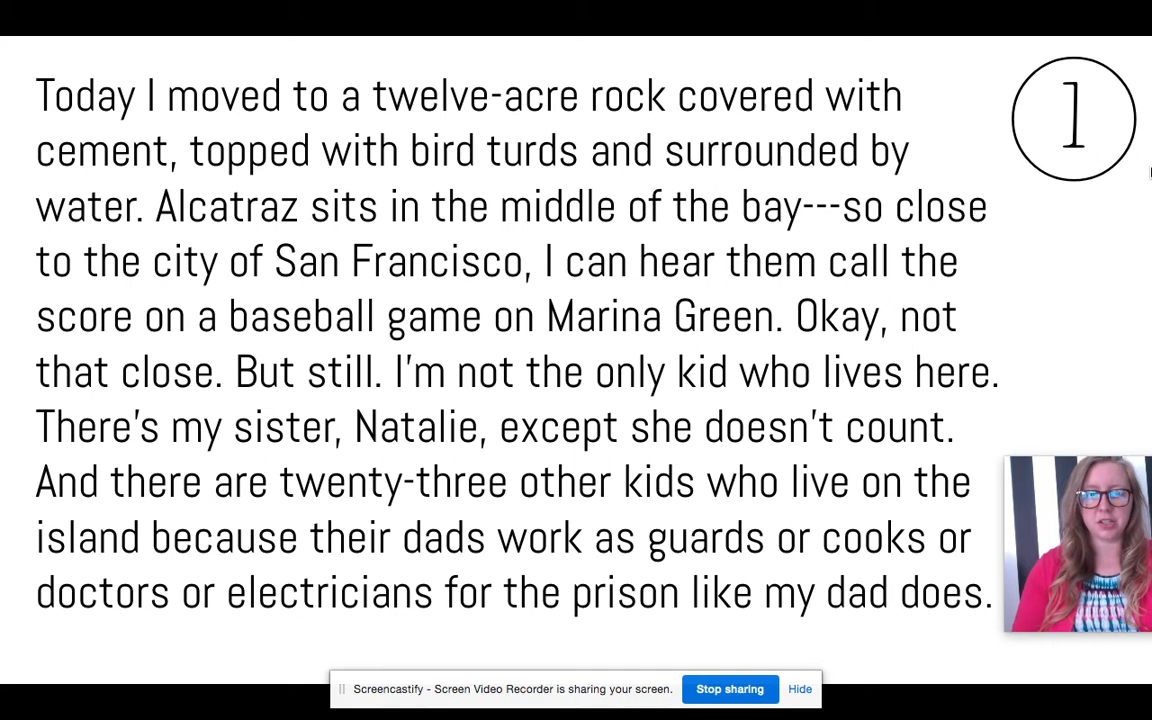 Today I moved to a twelve-acre rock covered with
cement, topped with bird turds and surrounded by
water. Alcatraz sits in the middle of the bay---so close
to the city of San Francisco, I can hear them call the
score on a baseball game on Marina Green. Okay, not
that close. But still. I'm not the only kid who lives here.
There's my sister, Natalie, except she doesn't count.
And there are twenty-three other kids who live on the
island because their dads work as guards or cooks or
doctors or electricians for the prison like my dad does.
1
Screencastify - Screen Video Recorder is sharing your screen. Stop sharing Hide